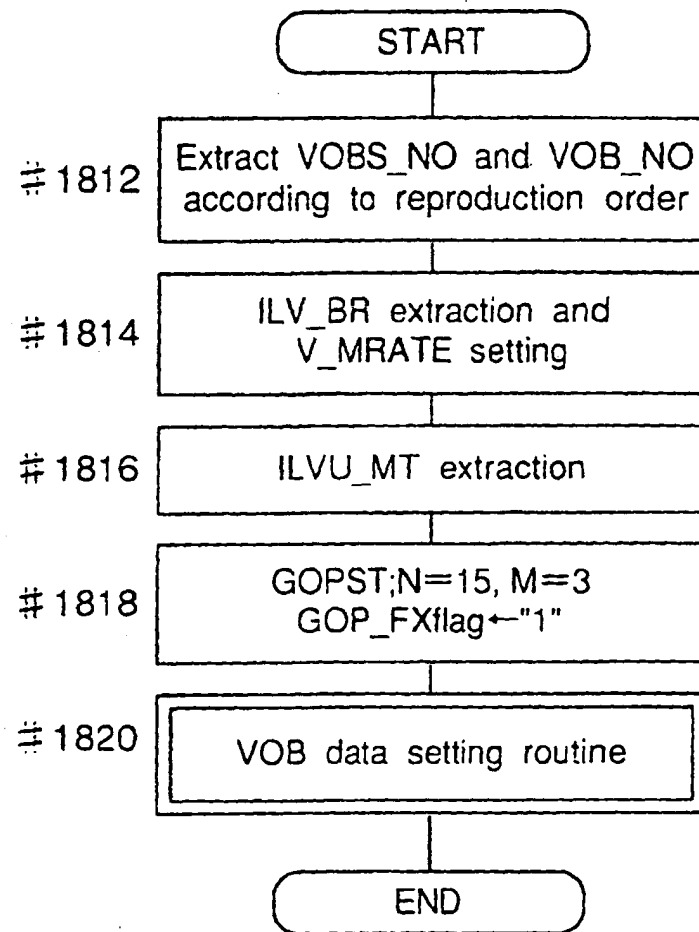 START
#1812
Extract VOBS_NO and VOB_NO
according to reproduction order
#1814
ILV_BR extraction and
V_MRATE setting
#1816
ILVU_MT extraction
#1818
GOPST;N=15, M=3
GOP_FXflag←"1"
#1820
VOB data setting routine
END